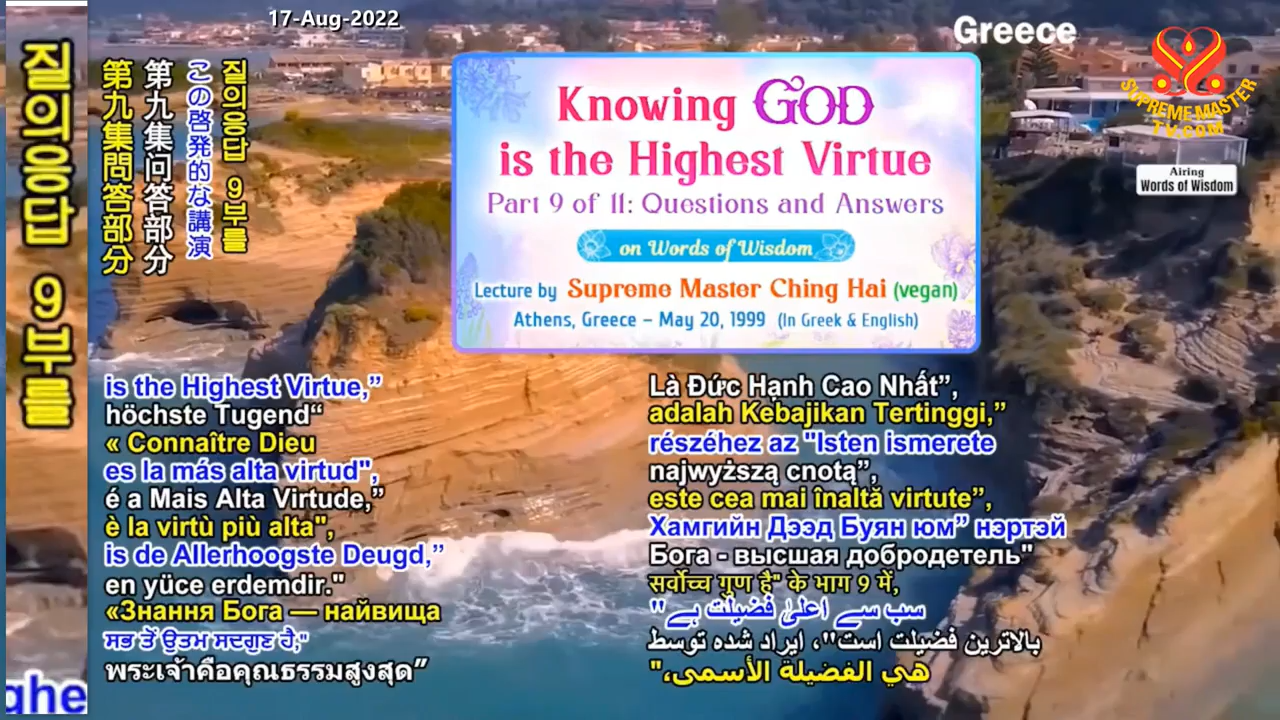 17-Aug-2022
Greece
SUPREME MASTER
TV.COM
Airing
Words of Wisdom
질의응답 9부를
질의응답 9부를
この啓発的な講演
第九集问答部分
第九集問答部分
Knowing GOD
is the Highest Virtue
Part 9 of 11: Questions and Answers
on Words of Wisdom
Lecture by Supreme Master Ching Hai (vegan)
Athens, Greece – May 20, 1999 (In Greek & English)
is the Highest Virtue,”
höchste Tugend“
« Connaître Dieu
es la más alta virtud",
é a Mais Alta Virtude,”
è la virtù più alta",
is de Allerhoogste Deugd,”
en yüce erdemdir."
«Знання Бога — найвища
ਸਭ ਤੋਂ ਉਤਮ ਸਦਗੁਣ ਹੈ,"
พระเจ้าคือคุณธรรมสูงสุด”
Là Đức Hạnh Cao Nhất”,
adalah Kebajikan Tertinggi,”
részéhez az "Isten ismerete
najwyższą cnotą”,
este cea mai înaltă virtute”,
Хамгийн Дээд Буян юм” нэртэй
Бога - высшая добродетель"
सर्वोच्च गुण है" के भाग 9 में,
سب سے اعلیٰ فضیلت ہے"
بالاترین فضیلت است"، ایراد شده توسط
هي الفضيلة الأسمى،"
ghe